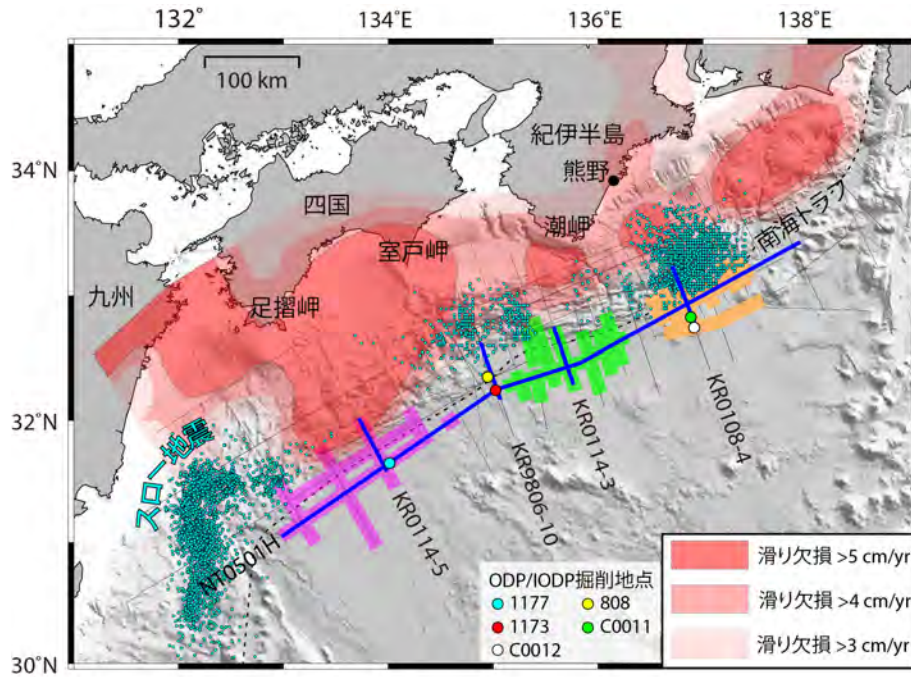 132° 134° 136° 138°
100 km
紀伊半島
34°N
熊野
四国
潮岬
南海トラフ
室戸岬
九州
足摺岬
32°N
スロー地震
KR0108-4
KR0114-3
KR9806-10
KR0114-5
NT0501H
ODP/IODP掘削地点
1177 808
1173 C0011
C0012
滑り欠損 >5 cm/yr
滑り欠損 >4 cm/yr
滑り欠損 >3 cm/yr
30°N